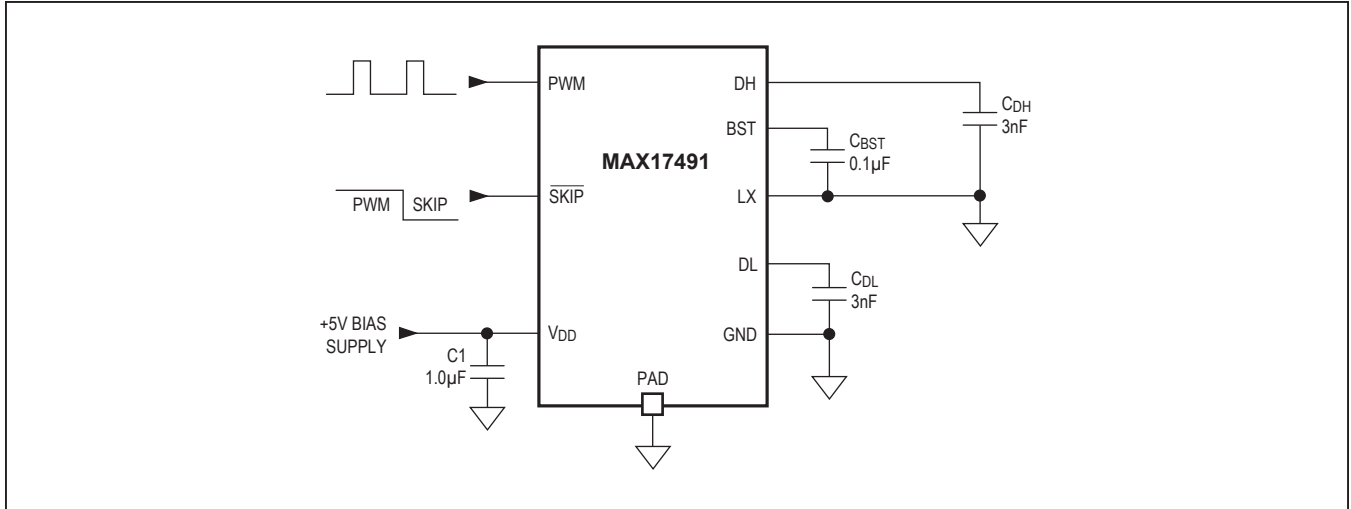 PWM
DH
CDH
3nF
BST
CBST
0.1µF
MAX17491
PWM SKIP
SKIP
LX
DL
CDL
3nF
+5V BIAS
SUPPLY
VDD
GND
C1
1.0µF
PAD